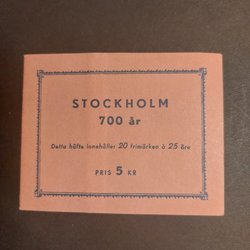 STOCKHOLM
700 år
Detta häfte innehåller 20 frimärken à 25 öre
PRIS 5 KR